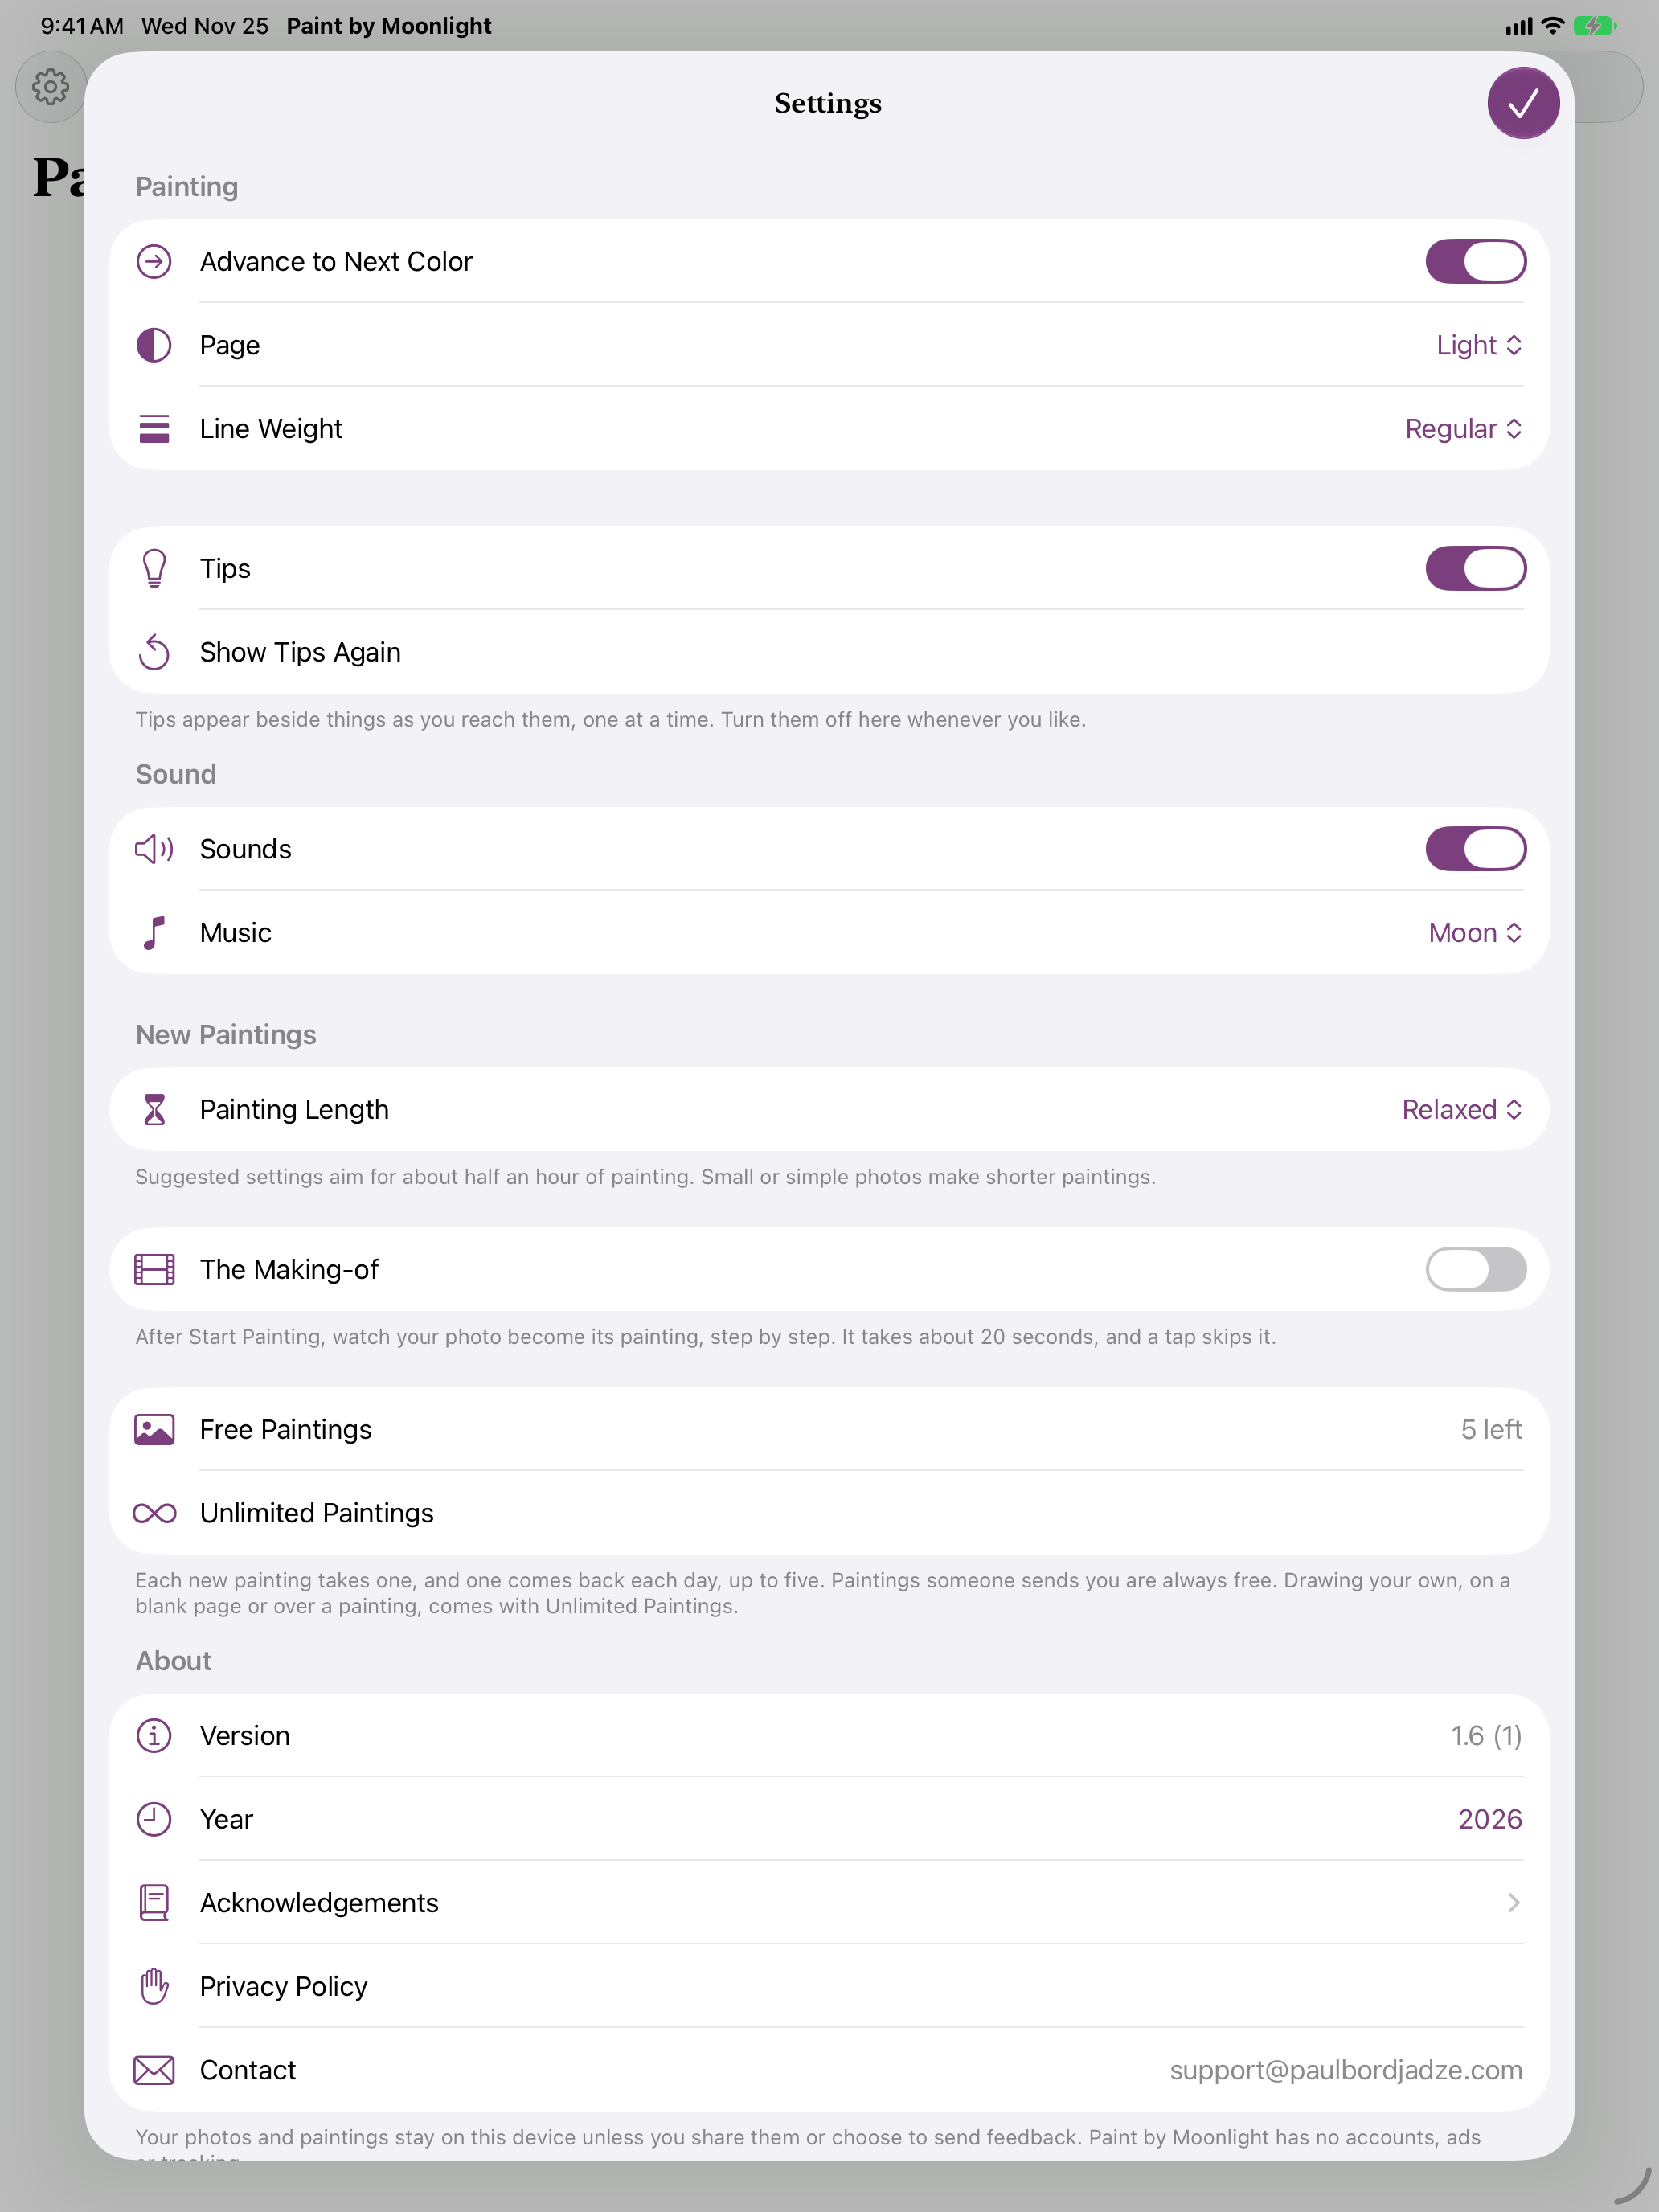 9:41 AM Wed Nov 25 Paint by Moonlight
Settings
Painting
Advance to Next Color
Page Light
Line Weight Regular
Tips
Show Tips Again
Tips appear beside things as you reach them, one at a time. Turn them off here whenever you like.
Sound
Sounds
Music Moon
New Paintings
Painting Length Relaxed
Suggested settings aim for about half an hour of painting. Small or simple photos make shorter paintings.
The Making-of
After Start Painting, watch your photo become its painting, step by step. It takes about 20 seconds, and a tap skips it.
Free Paintings 5 left
Unlimited Paintings
Each new painting takes one, and one comes back each day, up to five. Paintings someone sends you are always free. Drawing your own, on a
blank page or over a painting, comes with Unlimited Paintings.
About
Version 1.6 (1)
Year 2026
Acknowledgements
Privacy Policy
Contact support@paulbordjadze.com
Your photos and paintings stay on this device unless you share them or choose to send feedback. Paint by Moonlight has no accounts, ads